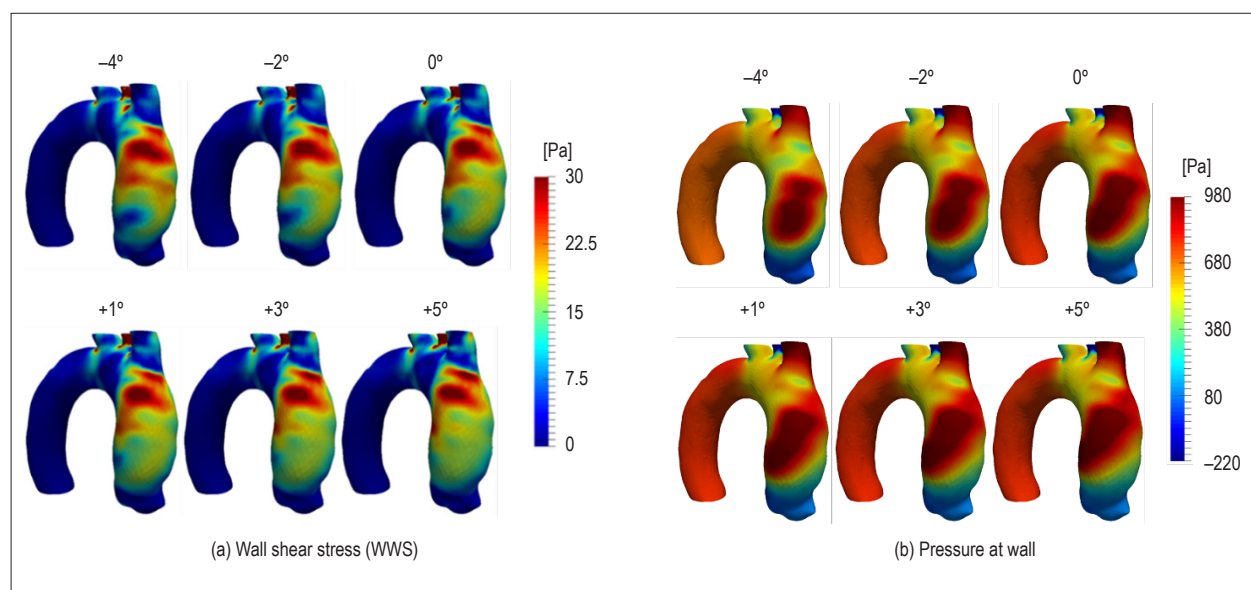 –4º –2º 0º
[Pa]
30
22.5
15
7.5
0
+1º +3º +5º
(a) Wall shear stress (WWS)
–4º –2º 0º
[Pa]
980
680
380
80
–220
+1º +3º +5º
(b) Pressure at wall